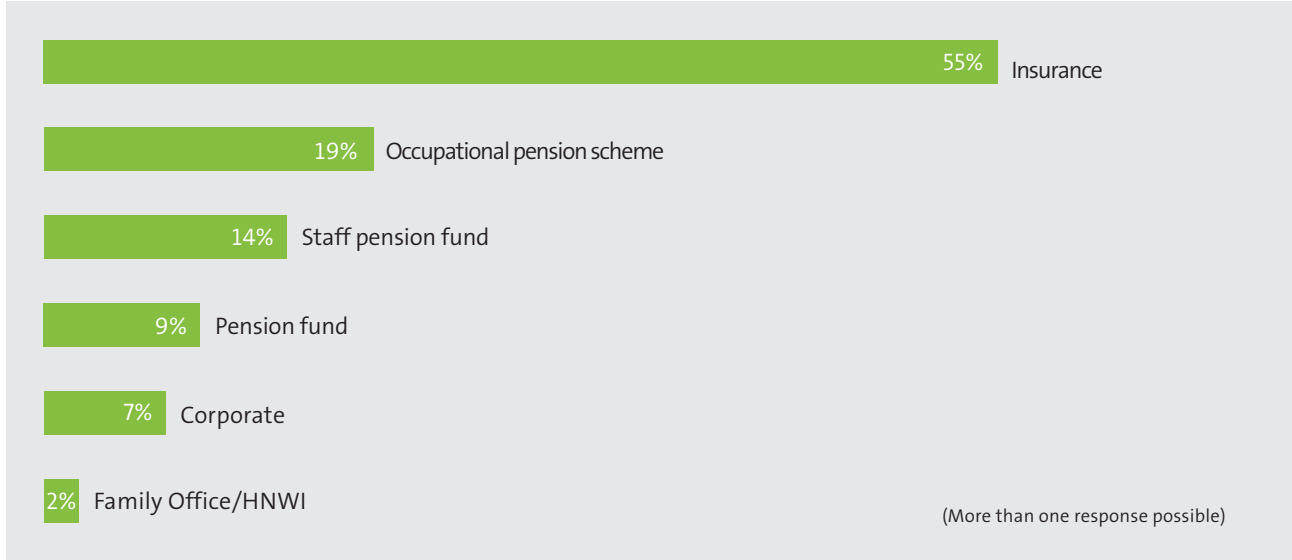 55% Insurance
19% Occupational pension scheme
14% Staff pension fund
9% Pension fund
7% Corporate
2% Family Office/HNWI
(More than one response possible)